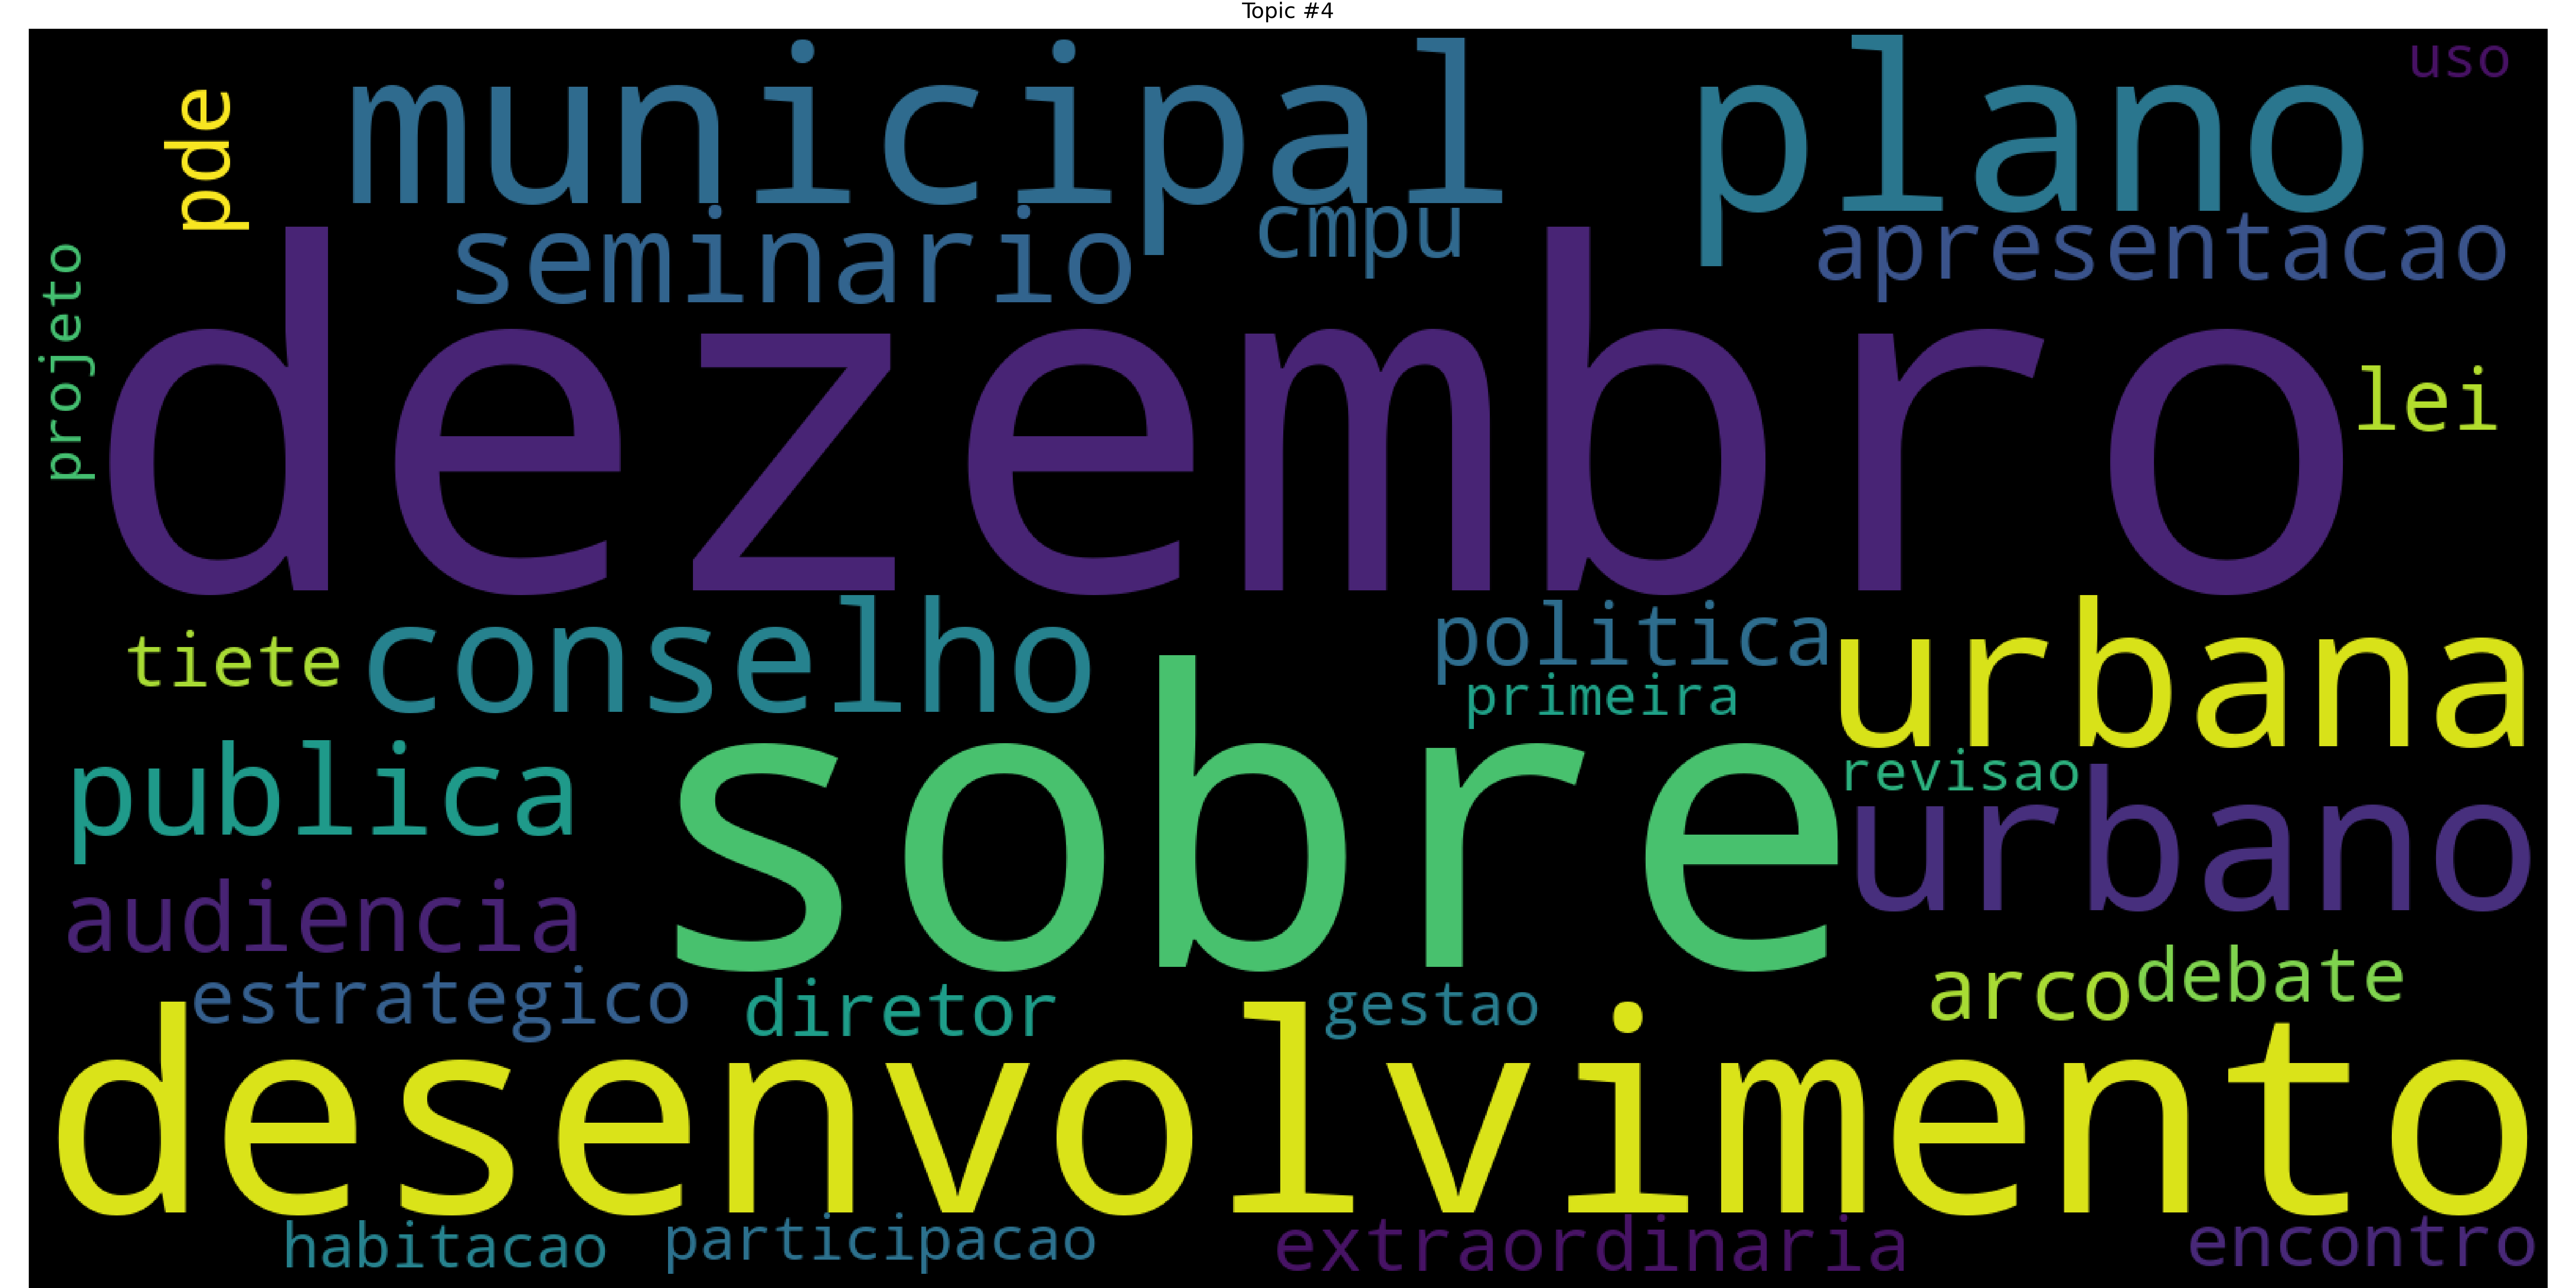 Topic #4
uso
pde
municipal
plano
cmpu
seminario
apresentacao
projeto
dezembro
lei
tiete
conselho
politica
urbana
primeira
publica
sobre
revisao
urbano
audiencia
estrategico
diretor
gestao
arco
debate
desenvolvimento
habitacao
participacao
extraordinaria
encontro